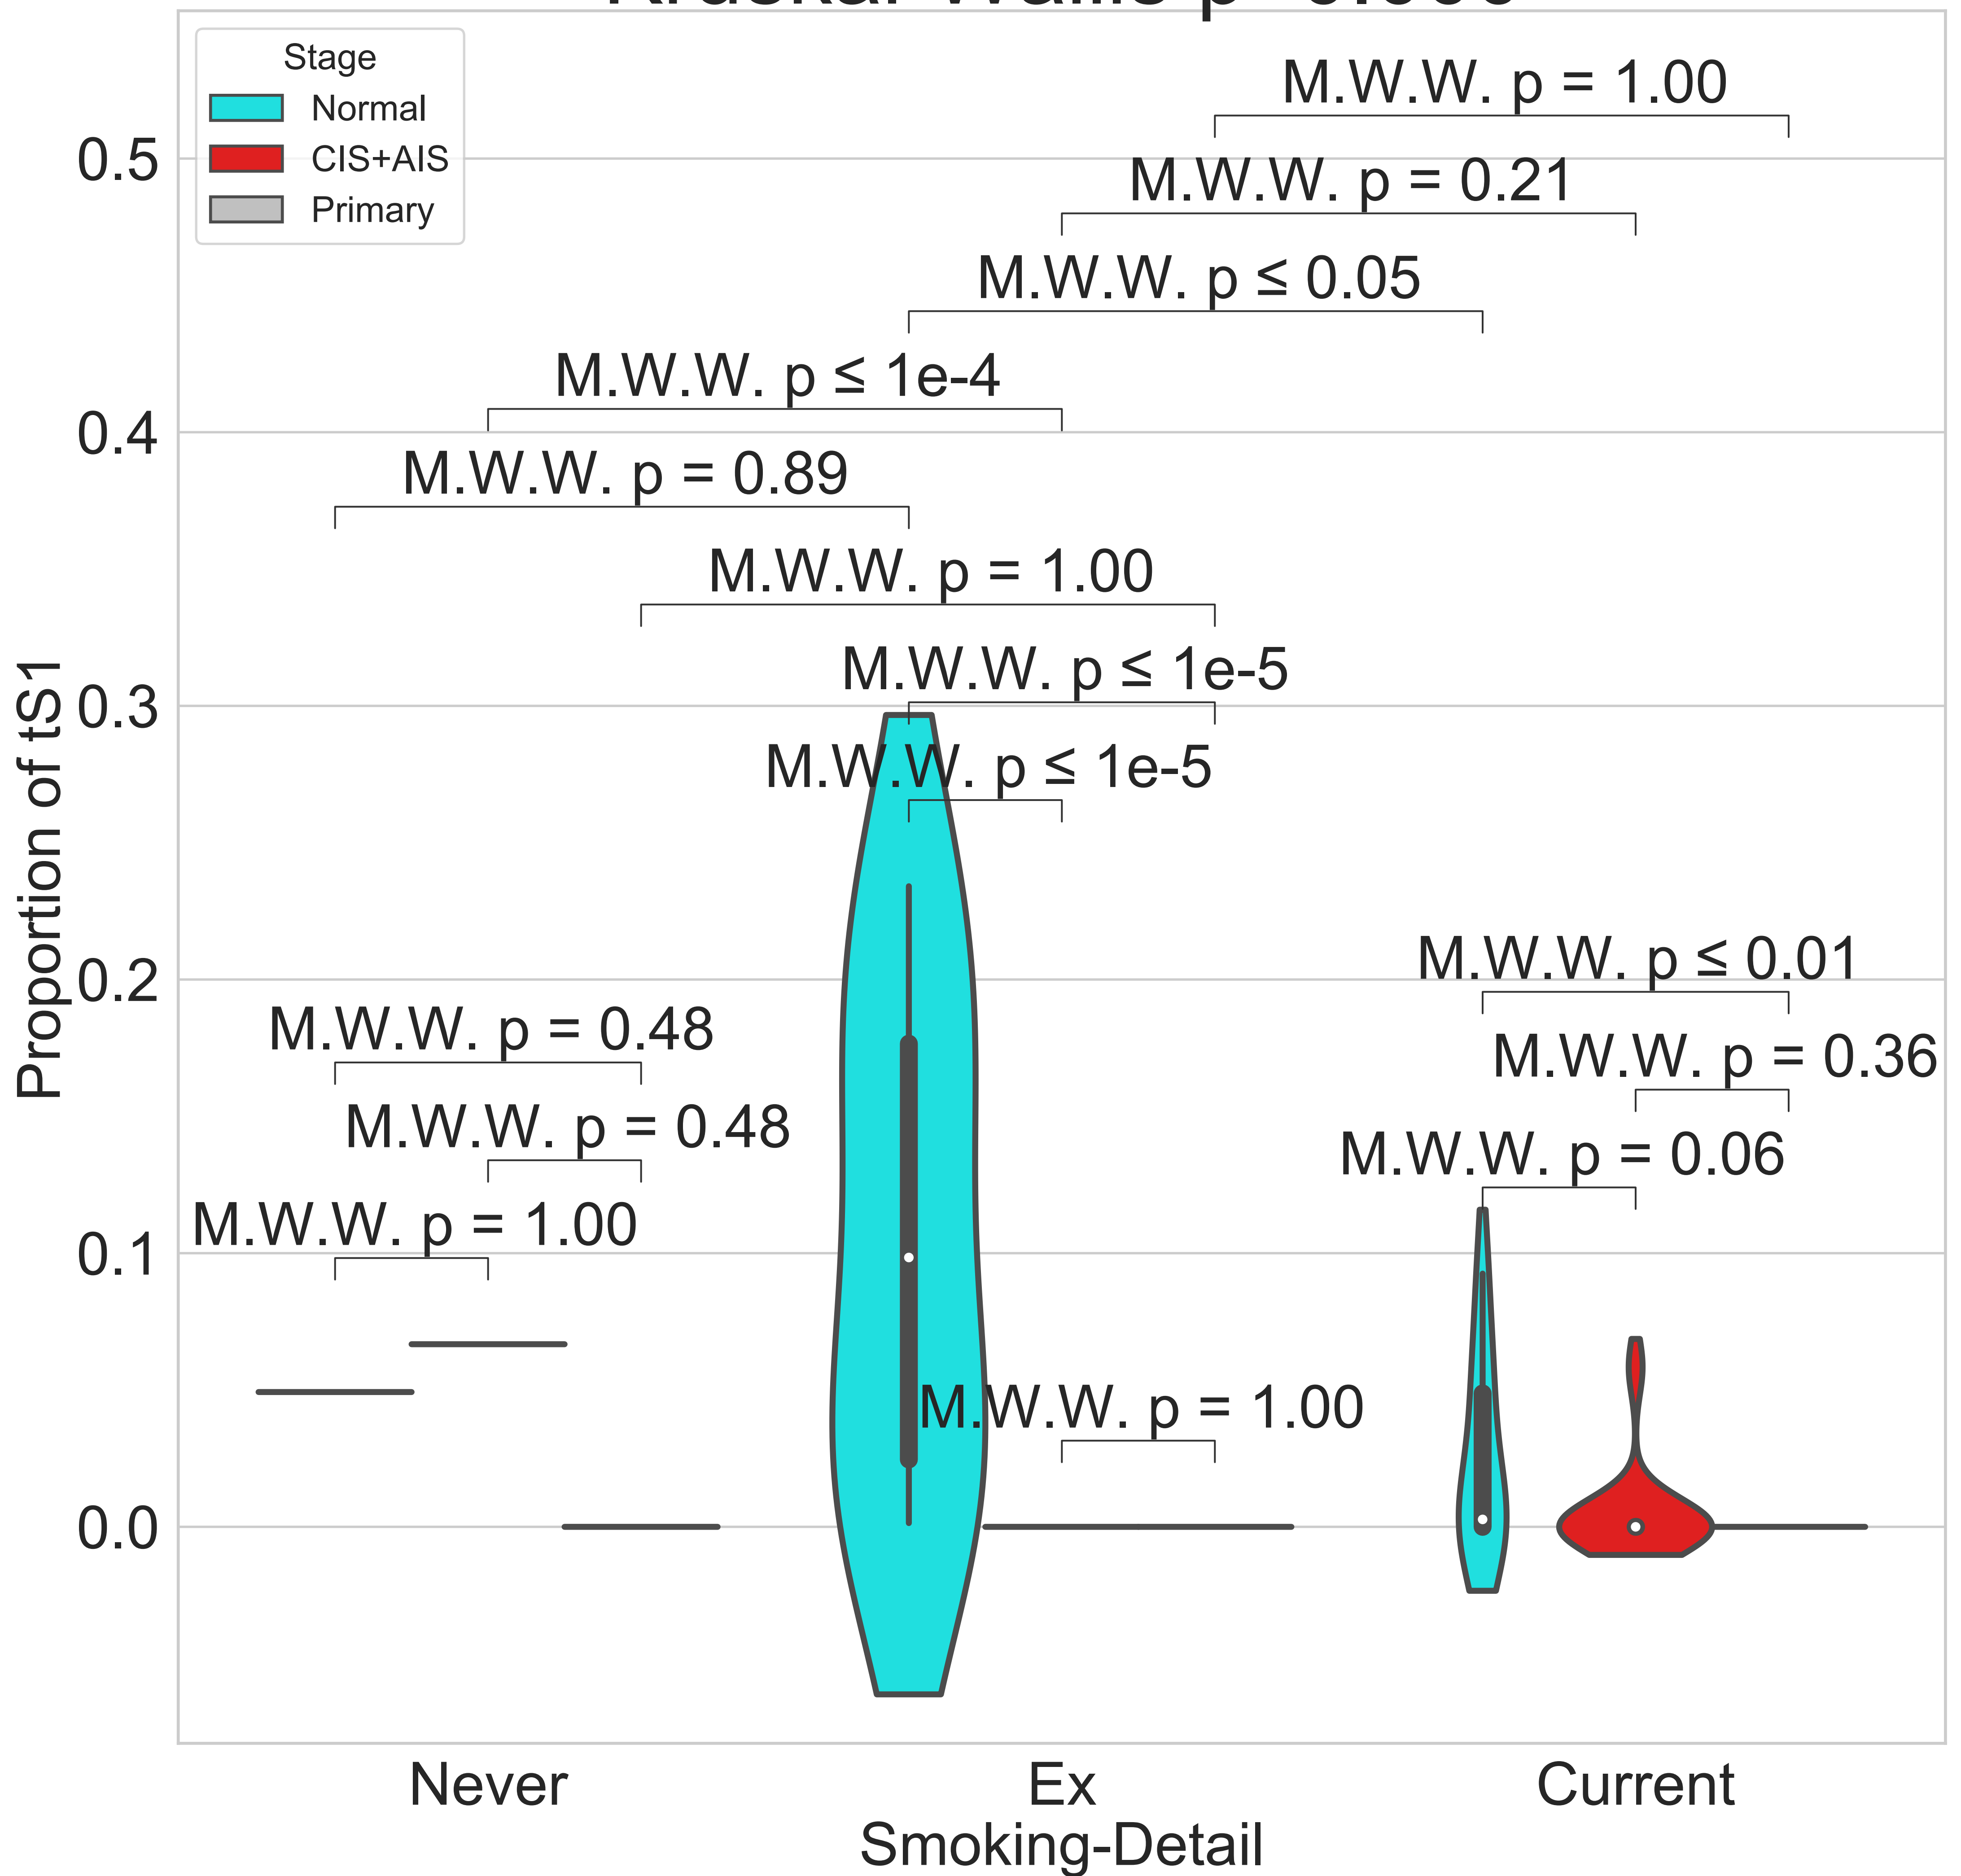 Stage
Normal
CIS+AIS
Primary
M.W.W. p = 1.00
M.W.W. p = 0.21
M.W.W. p ≤ 0.05
M.W.W. p ≤ 1e-4
M.W.W. p = 0.89
M.W.W. p = 1.00
M.W.W. p ≤ 1e-5
M.W.W. p ≤ 1e-5
M.W.W. p ≤ 0.01
M.W.W. p = 0.48
M.W.W. p = 0.36
M.W.W. p = 0.48
M.W.W. p = 0.06
M.W.W. p = 1.00
M.W.W. p = 1.00
0.5
0.4
0.3
0.2
0.1
0.0
Proportion of tS1
Never Ex Current
Smoking-Detail